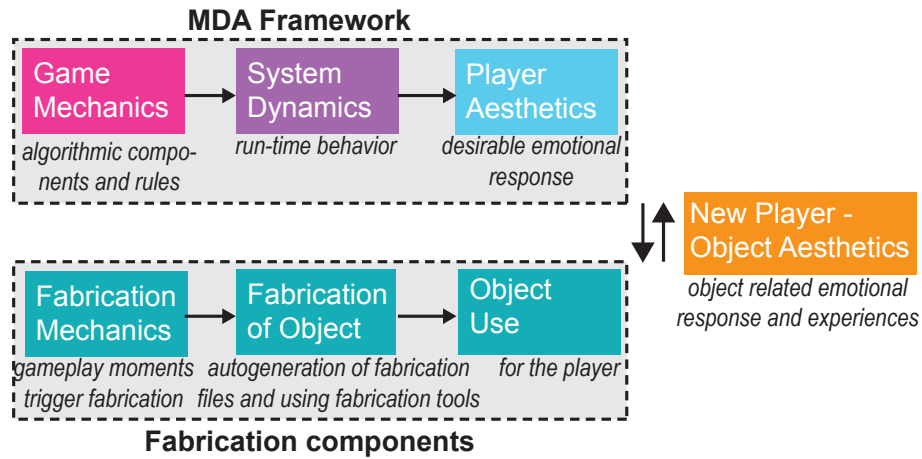 MDA Framework
Game
Mechanics
System
Dynamics
Player
Aesthetics
algorithmic compo-
nents and rules
run-time behavior
desirable emotional
response
New Player -
Object Aesthetics
object related emotional
response and experiences
Fabrication
Mechanics
Fabrication
of Object
Object
Use
gameplay moments
trigger fabrication
autogeneration of fabrication
files and using fabrication tools
for the player
Fabrication components